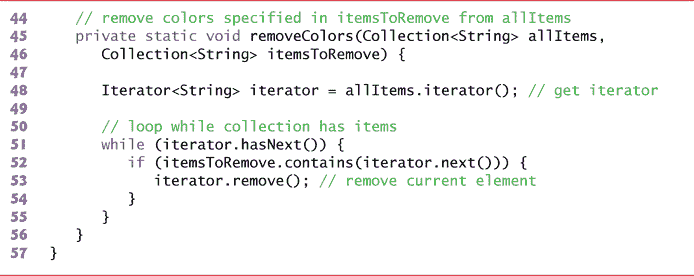 44 // remove colors specified in itemsToRemove from allItems
45 private static void removeColors(Collection<String> allItems,
46 Collection<String> itemsToRemove) {
47
48 Iterator<String> iterator = allItems.iterator(); // get iterator
49
50 // loop while collection has items
51 while (iterator.hasNext()) {
52 if (itemsToRemove.contains(iterator.next())) {
53 iterator.remove(); // remove current element
54 }
55 }
56 }
57 }